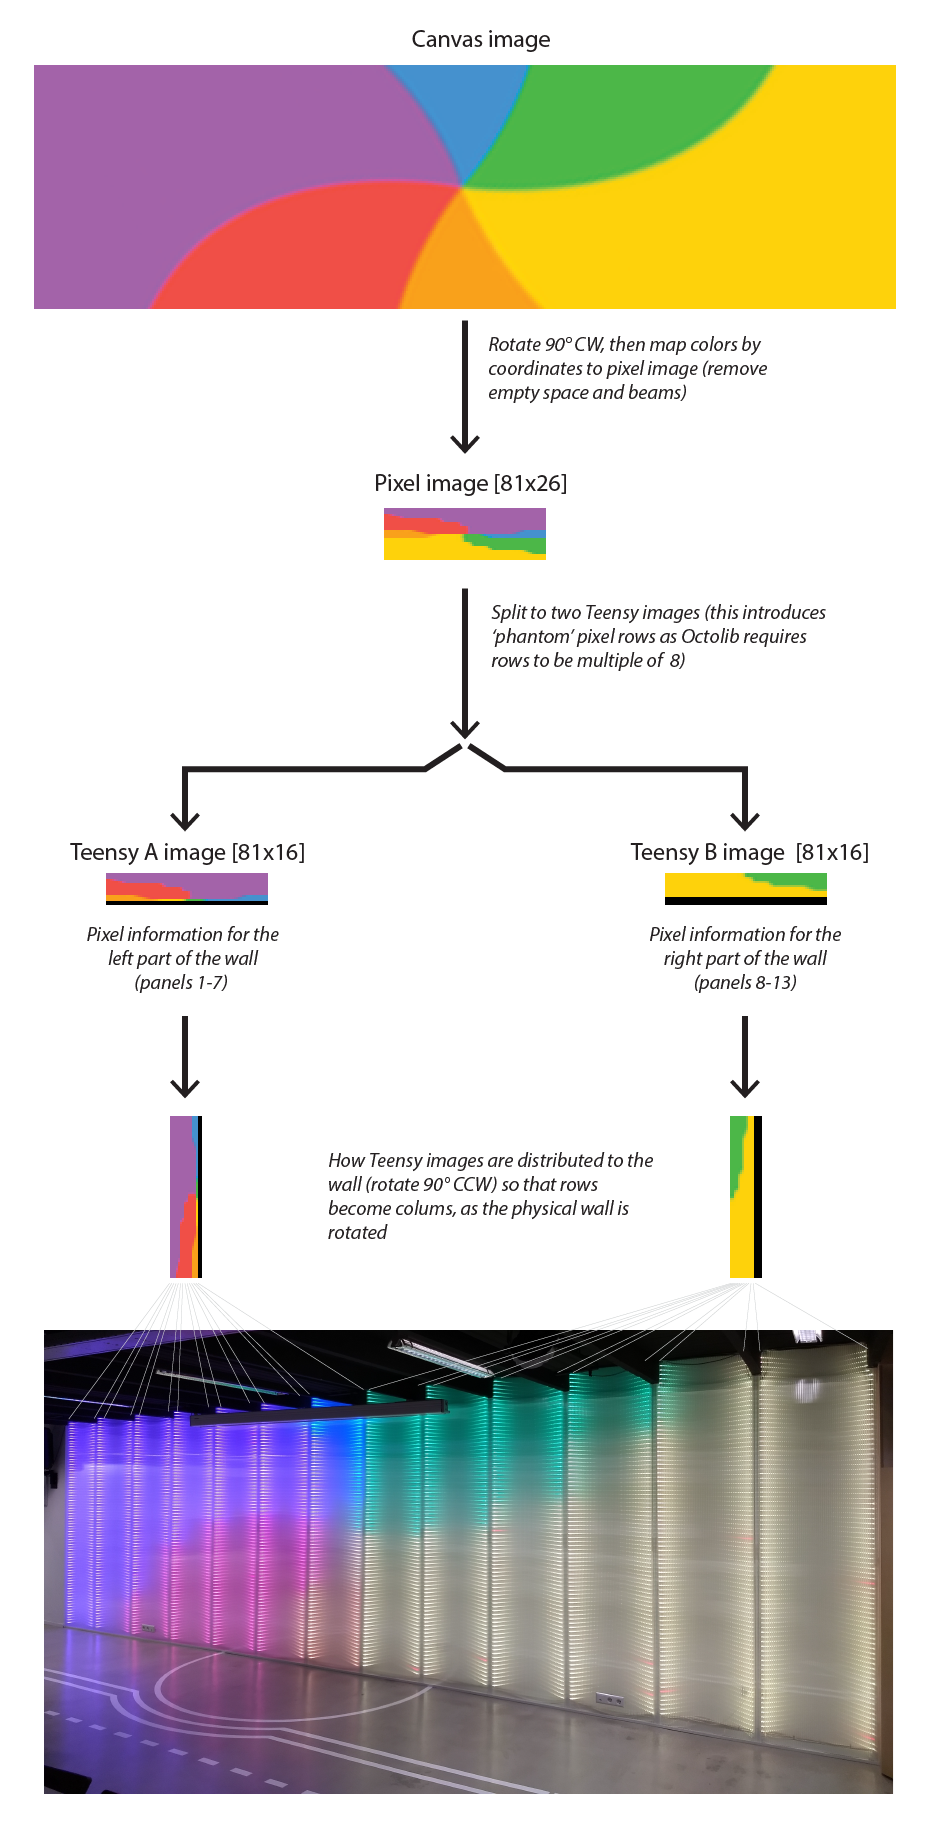 Canvas image
Rotate 90° CW, then map colors by
coordinates to pixel image (remove
empty space and beams)
Pixel image [81x26]
Split to two Teensy images (this introduces
‘phantom’ pixel rows as Octolib requires
rows to be multiple of 8)
Teensy A image [81x16]
Pixel information for the
left part of the wall
(panels 1-7)
Teensy B image [81x16]
Pixel information for the
right part of the wall
(panels 8-13)
How Teensy images are distributed to the
wall (rotate 90° CCW) so that rows
become colums, as the physical wall is
rotated